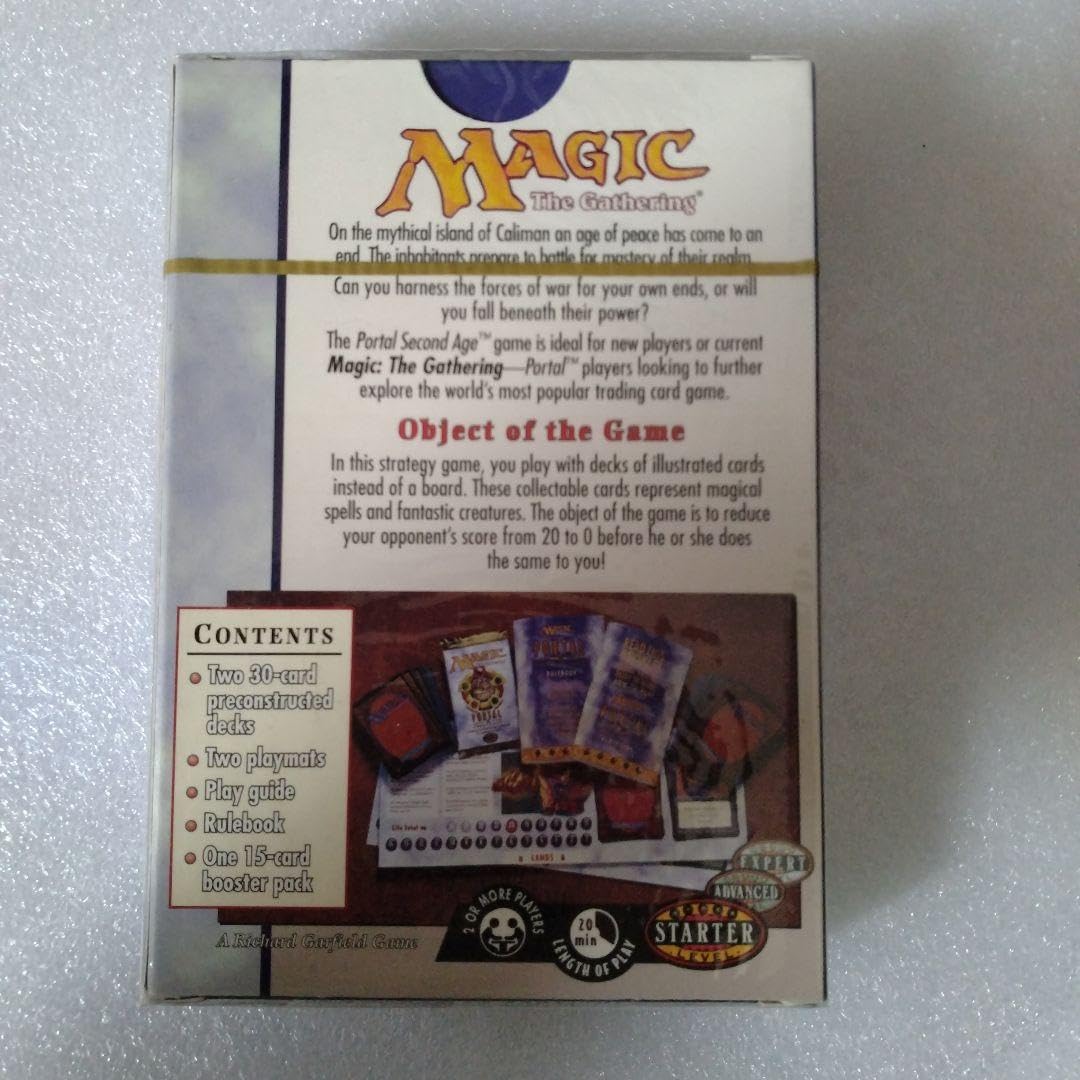 MAGIC
The Gathering®
On the mythical island of Caliman an age of peace has come to an
end. The inhabitants prepare to battle for mastery of their realm.
Can you harness the forces of war for your own ends, or will
you fall beneath their power?
The Portal Second Age™ game is ideal for new players or current
Magic: The Gathering—Portal™ players looking to further
explore the world's most popular trading card game.
Object of the Game
In this strategy game, you play with decks of illustrated cards
instead of a board. These collectable cards represent magical
spells and fantastic creatures. The object of the game is to reduce
your opponent's score from 20 to 0 before he or she does
the same to you!
CONTENTS
Two 30-card
preconstructed
decks
Two playmats
Play guide
Rulebook
One 15-card
booster pack
MAGIC
PORTAL
MAGIC
PORTAL
RULEBOOK
LANDS
EXPERT
ADVANCED
STARTER
LEVEL
2 OR MORE PLAYERS
20
min
LENGTH OF PLAY
A Richard Garfield Game